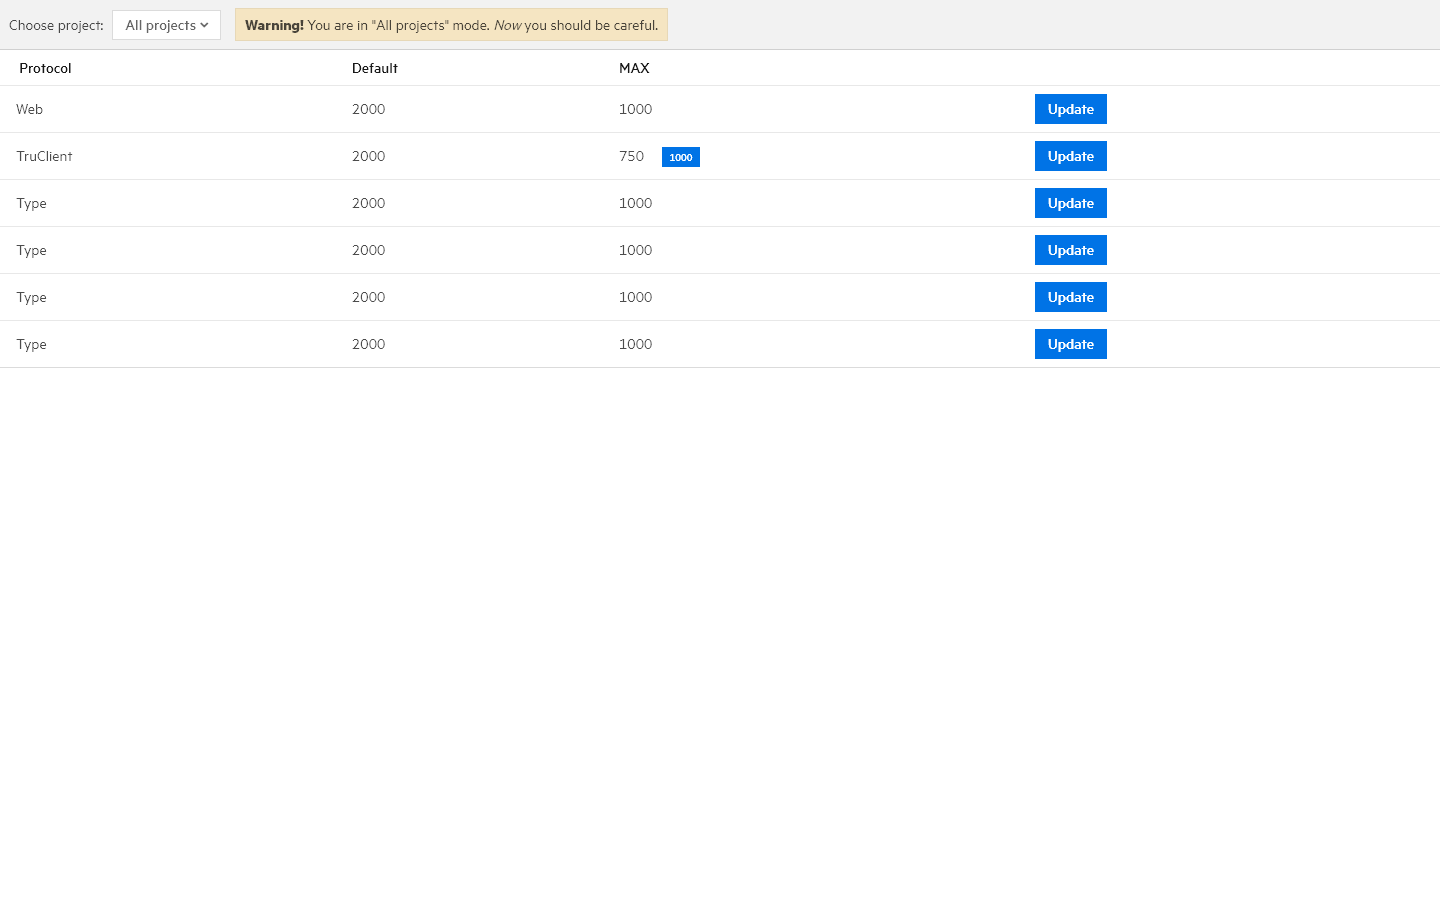 Choose project: All projects Warning! You are in "All projects" mode. Now you should be careful.
Protocol Default MAX
Web 2000 1000 Update
TruClient 2000 750 1000 Update
Type 2000 1000 Update
Type 2000 1000 Update
Type 2000 1000 Update
Type 2000 1000 Update